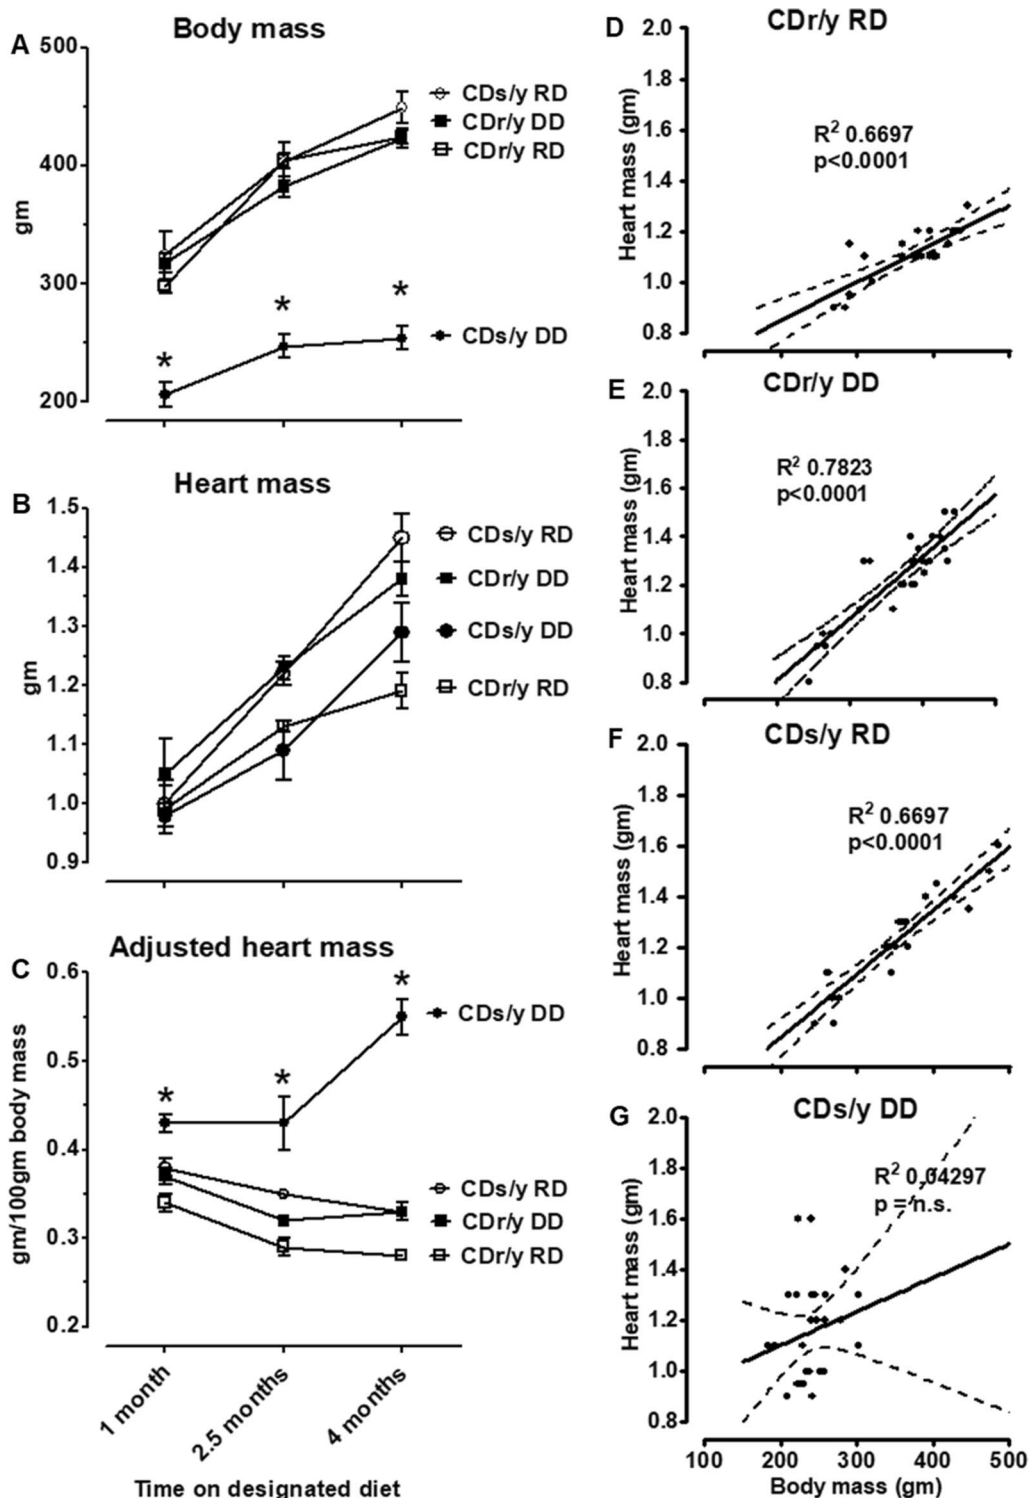 A
Body mass
500
400
300
200
gm
CDs/y RD
CDr/y DD
CDr/y RD
*
*
*
CDs/y DD
B
Heart mass
1.5
1.4
1.3
1.2
1.1
1.0
0.9
gm
CDs/y RD
CDr/y DD
CDs/y DD
CDr/y RD
C
Adjusted heart mass
0.6
0.5
0.4
0.3
0.2
gm/100gm body mass
*
*
*
CDs/y DD
CDs/y RD
CDr/y DD
CDr/y RD
1 month
2.5 months
4 months
Time on designated diet
D
CDr/y RD
2.0
1.8
1.6
1.4
1.2
1.0
0.8
Heart mass (gm)
R² 0.6697
p<0.0001
E
CDr/y DD
2.0
1.8
1.6
1.4
1.2
1.0
0.8
Heart mass (gm)
R² 0.7823
p<0.0001
F
CDs/y RD
2.0
1.8
1.6
1.4
1.2
1.0
0.8
Heart mass (gm)
R² 0.6697
p<0.0001
G
CDs/y DD
2.0
1.8
1.6
1.4
1.2
1.0
0.8
Heart mass (gm)
R² 0.04297
p = n.s.
100 200 300 400 500
Body mass (gm)